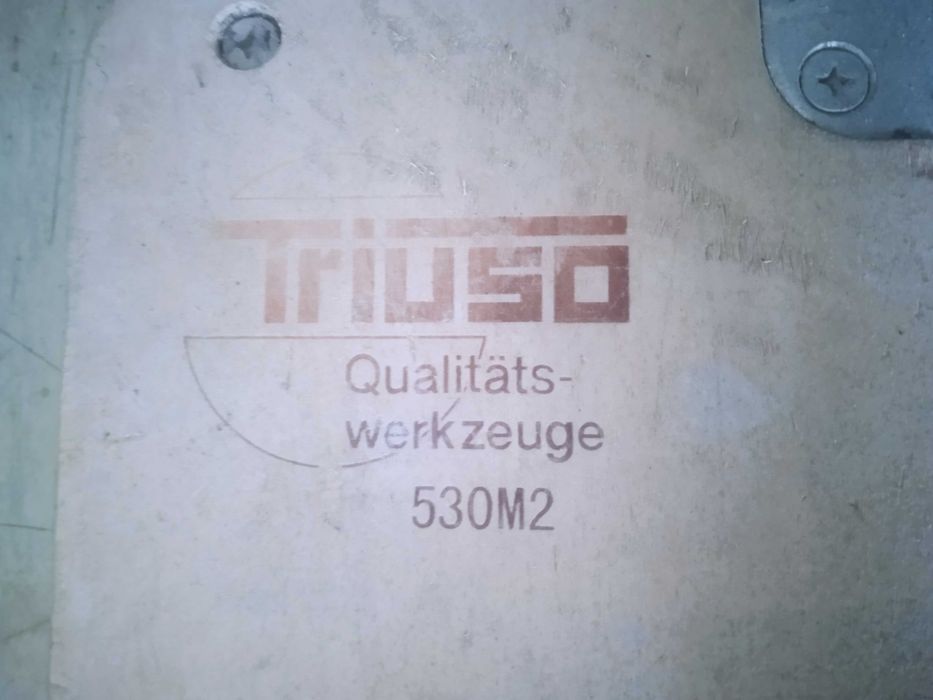 Triuso
Qualitäts-
werkzeuge
530M2